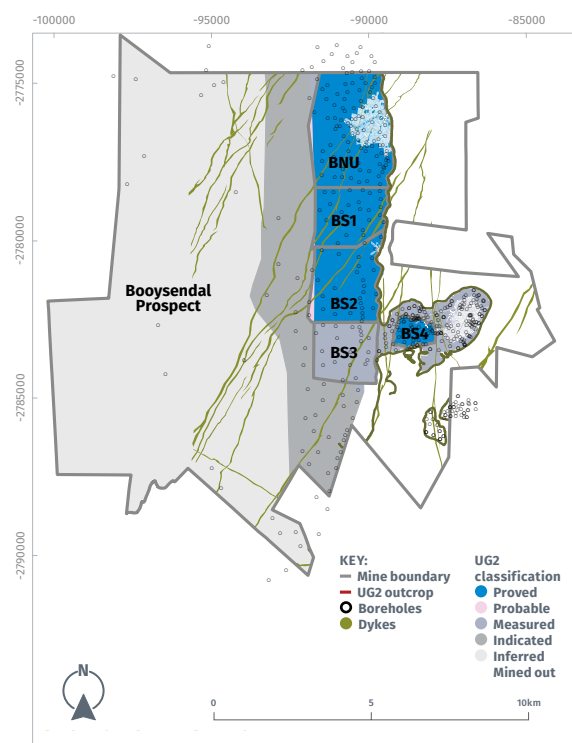 -100000
-95000
-90000
-85000
-2775000
-2780000
-2785000
-2790000
BNU
BS1
Booysendal
Prospect
BS2
BS4
BS3
KEY:
Mine boundary
UG2 outcrop
Boreholes
Dykes
UG2
classification
Proved
Probable
Measured
Indicated
Inferred
Mined out
N
0
5
10km